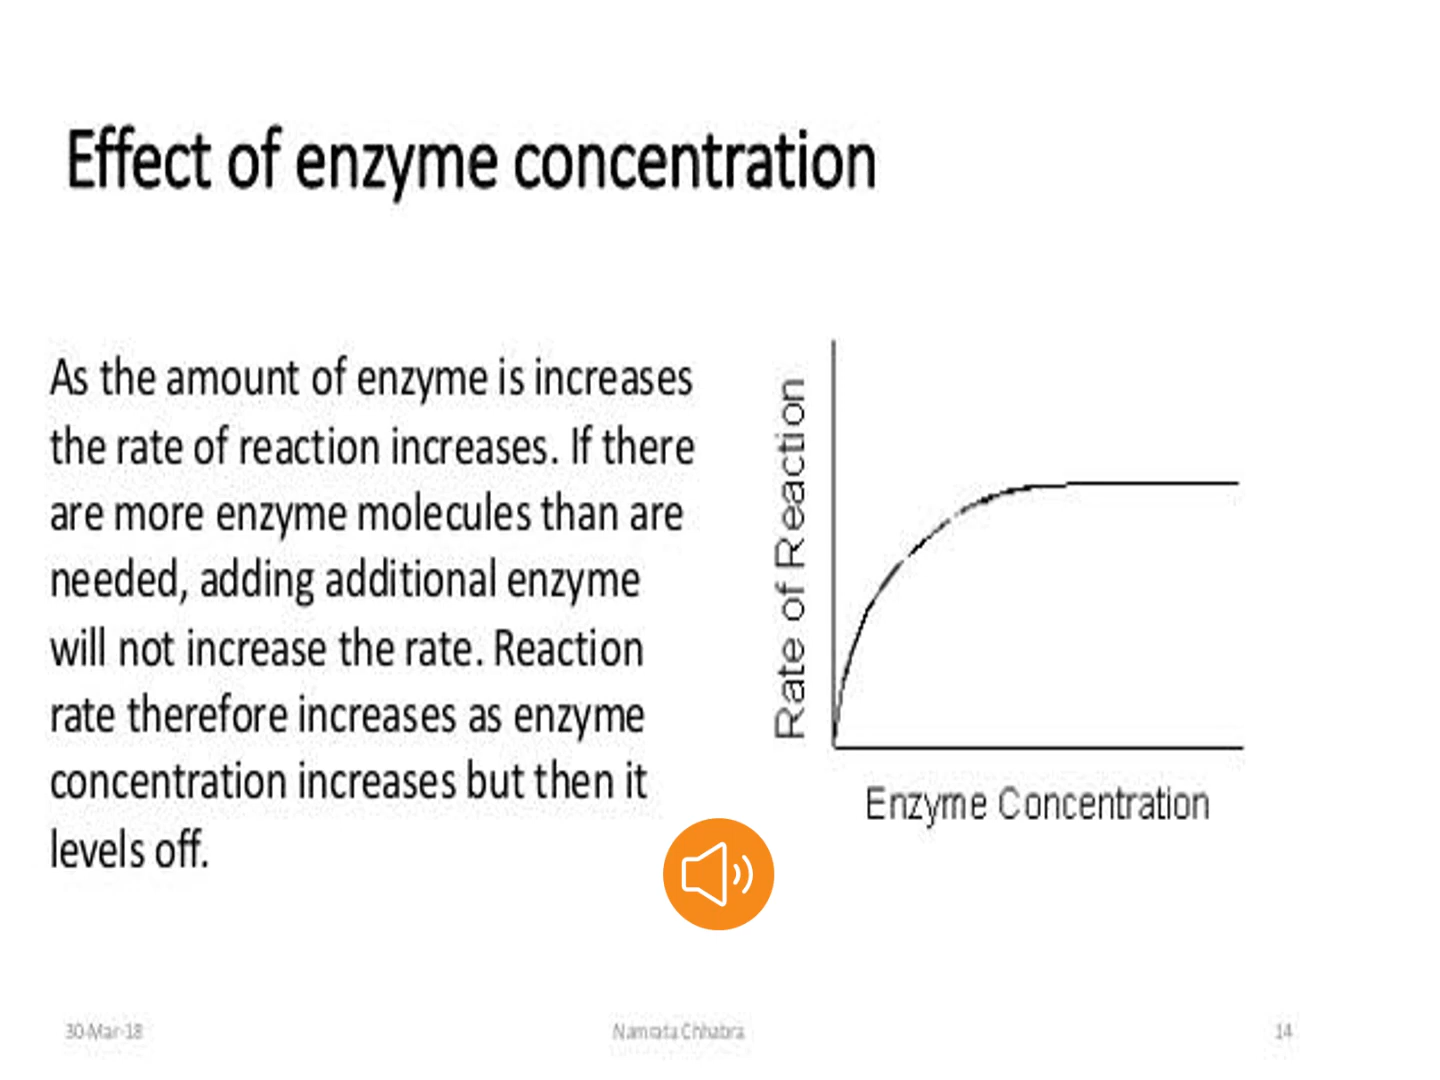 Effect of enzyme concentration
As the amount of enzyme is increases
the rate of reaction increases. If there
are more enzyme molecules than are
needed, adding additional enzyme
will not increase the rate. Reaction
rate therefore increases as enzyme
concentration increases but then it
levels off.
Rate of Reaction
Enzyme Concentration
30-Mar-18
Namrata Chhabra
14